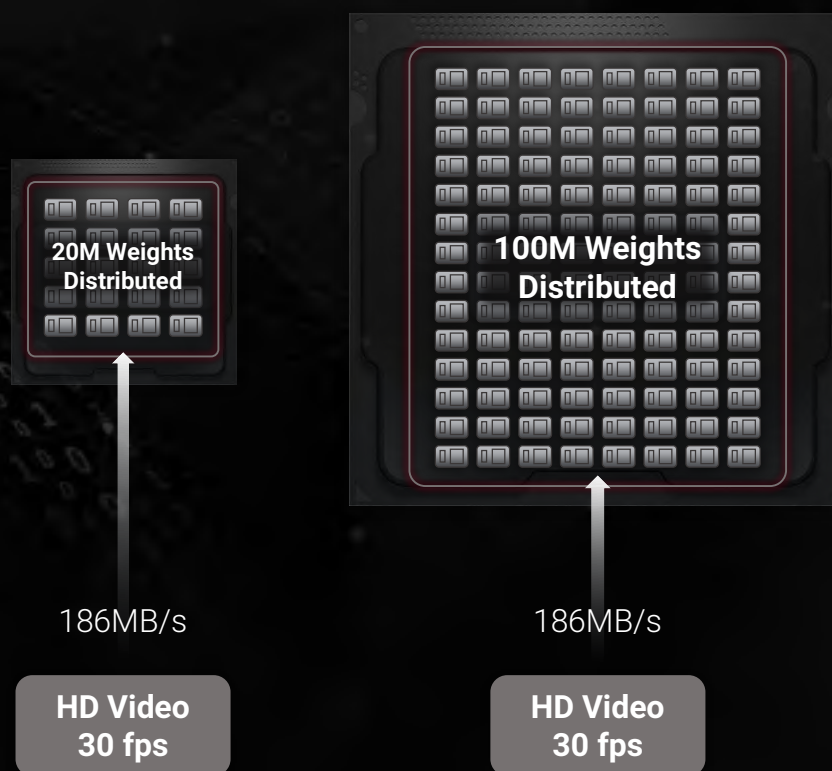 20M Weights
Distributed
100M Weights
Distributed
186MB/s
186MB/s
HD Video
30 fps
HD Video
30 fps